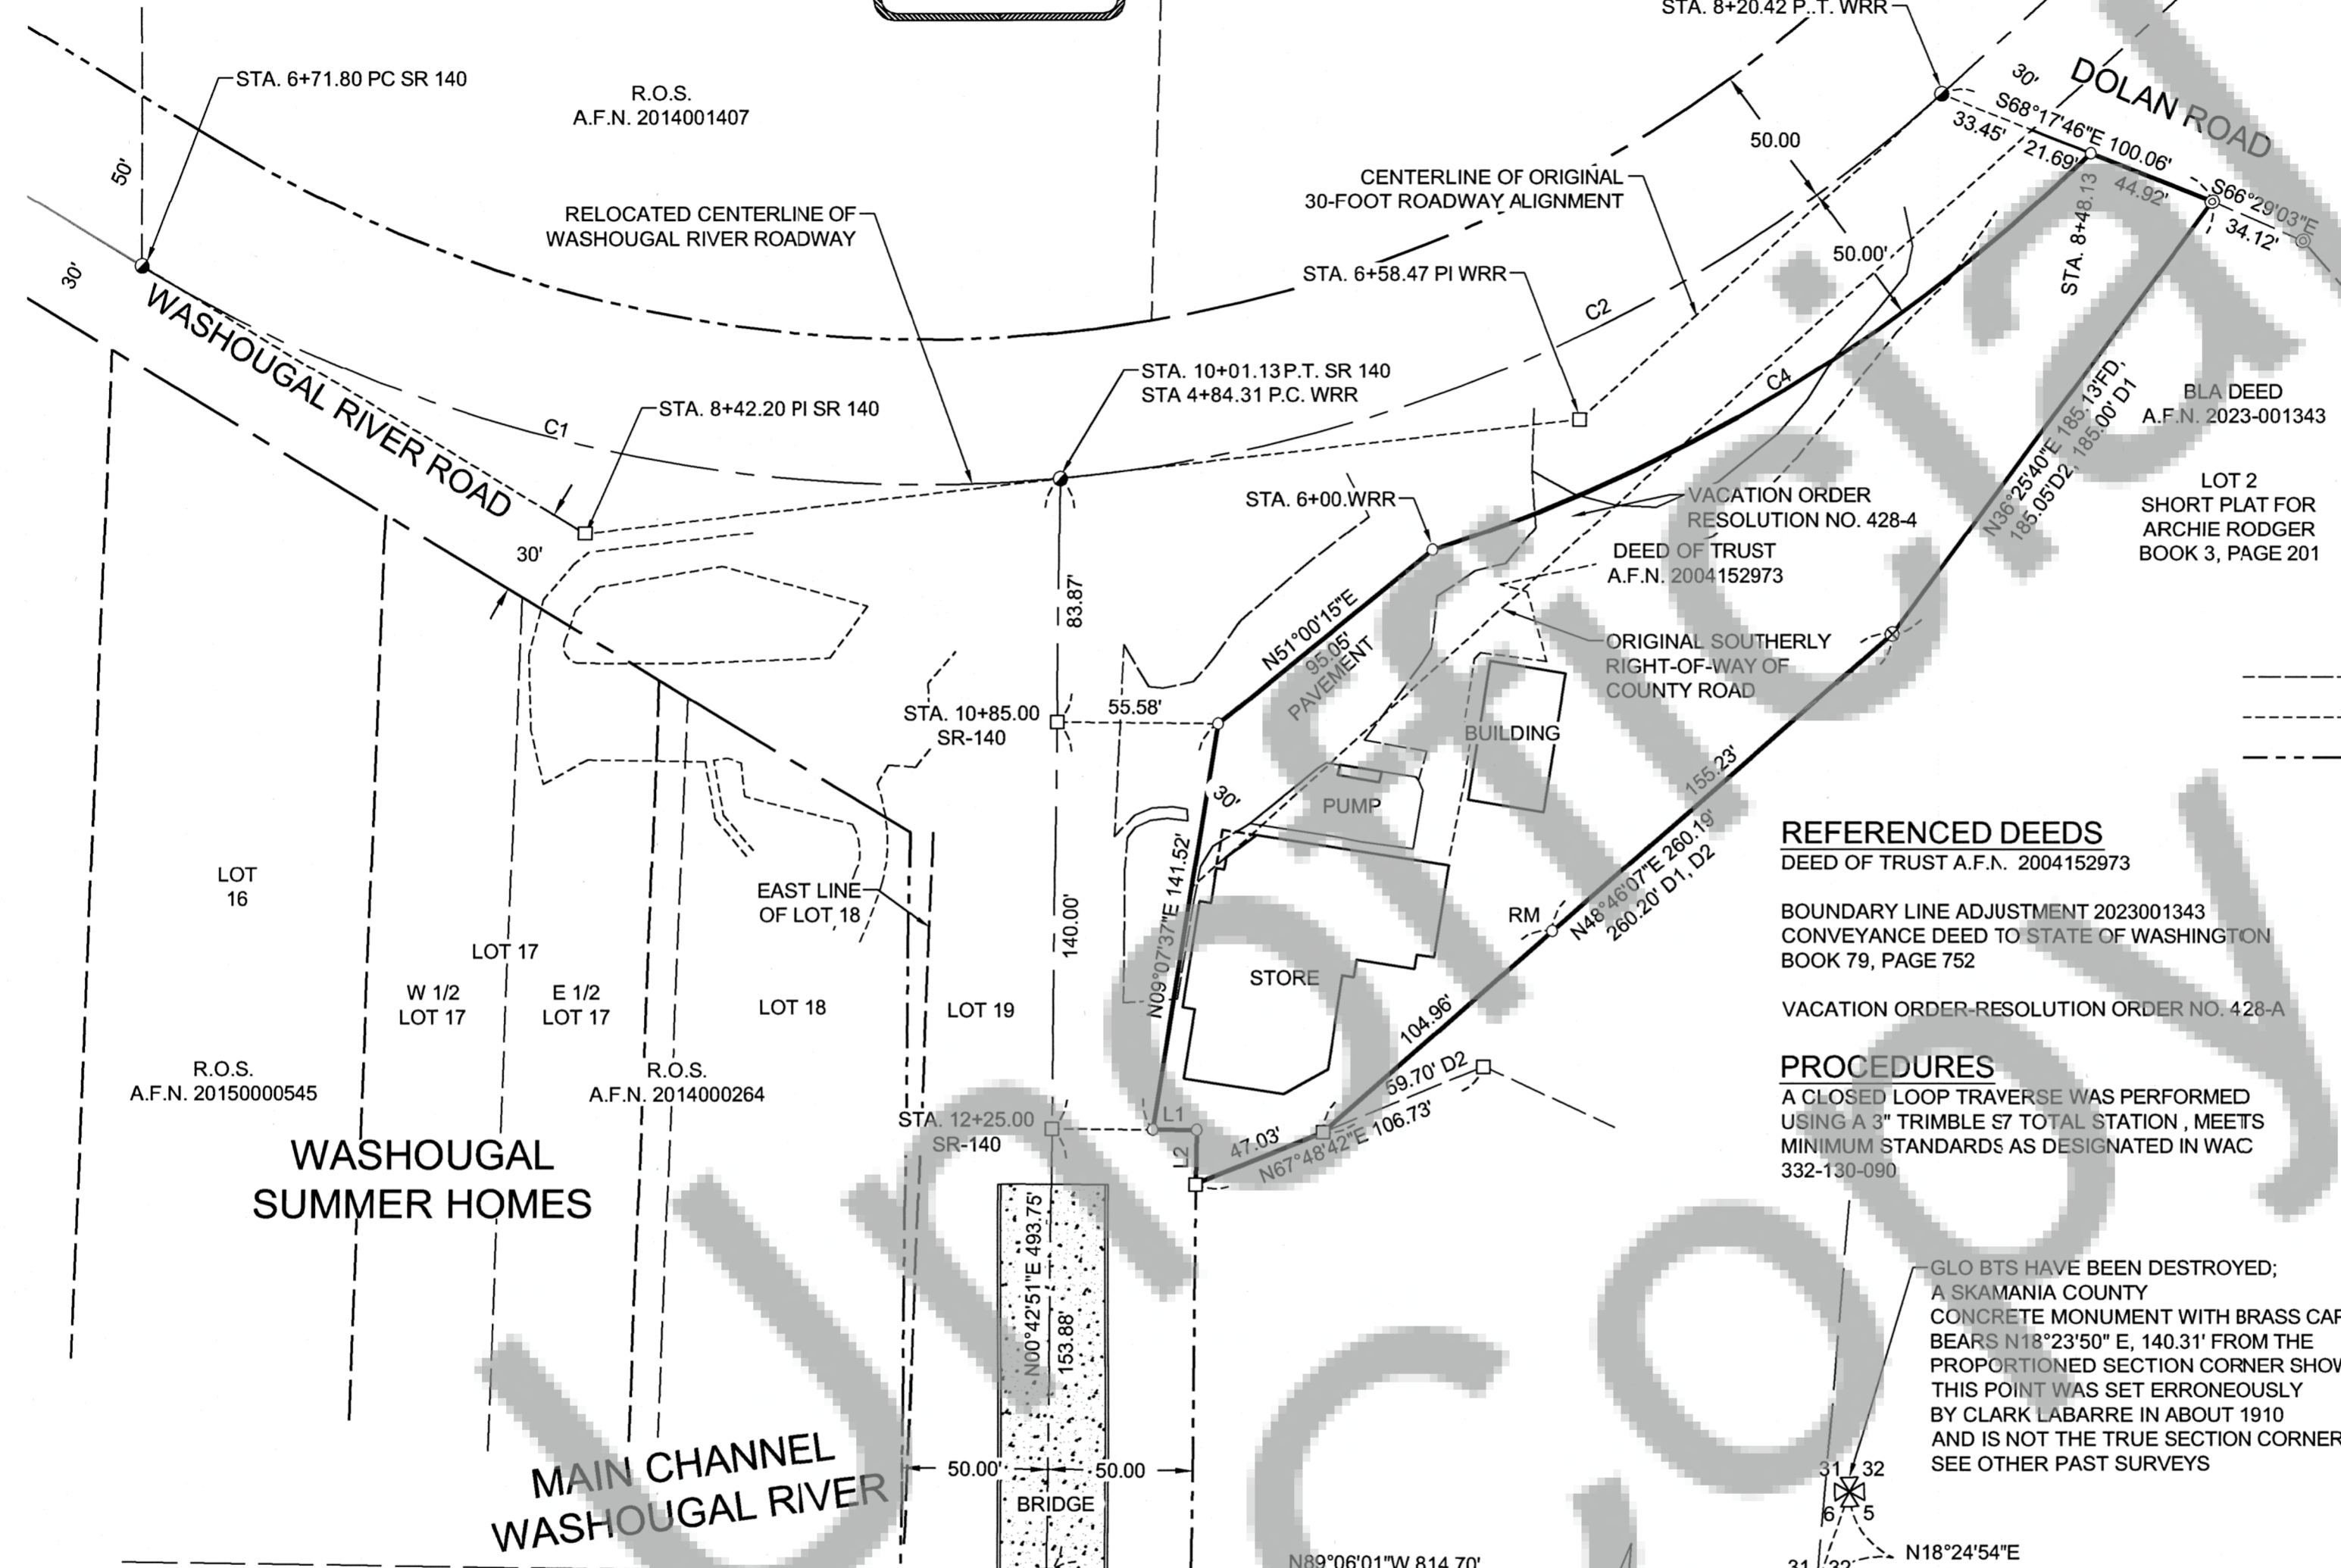 STA. 8+20.42 P.T. WRR
STA. 6+71.80 PC SR 140
R.O.S.
A.F.N. 2014001407
50'
30'
DOLAN ROAD
30'
S68°17'46"E 100.06'
33.45'
21.69'
44.92'
S66°29'03"E
34.12'
STA. 8+48.13
50.00
50.00'
CENTERLINE OF ORIGINAL
30-FOOT ROADWAY ALIGNMENT
RELOCATED CENTERLINE OF
WASHOUGAL RIVER ROADWAY
STA. 6+58.47 PI WRR
C2
WASHOUGAL RIVER ROAD
STA. 10+01.13 P.T. SR 140
STA 4+84.31 P.C. WRR
STA. 8+42.20 PI SR 140
C1
C4
BLA DEED
A.F.N. 2023-001343
N36°25'40"E 185.13'FD,
185.05'D2, 185.00' D1
LOT 2
SHORT PLAT FOR
ARCHIE RODGER
BOOK 3, PAGE 201
STA. 6+00.WRR
VACATION ORDER
RESOLUTION NO. 428-4
DEED OF TRUST
A.F.N. 2004152973
30'
83.87'
N51°00'15"E
95.05'
PAVEMENT
ORIGINAL SOUTHERLY
RIGHT-OF-WAY OF
COUNTY ROAD
STA. 10+85.00
SR-140
55.58'
BUILDING
30'
PUMP
155.23'
N48°46'07"E 260.19'
260.20' D1, D2
REFERENCED DEEDS
DEED OF TRUST A.F.N. 2004152973
BOUNDARY LINE ADJUSTMENT 2023001343
CONVEYANCE DEED TO STATE OF WASHINGTON
BOOK 79, PAGE 752
VACATION ORDER-RESOLUTION ORDER NO. 428-A
LOT
16
EAST LINE
OF LOT 18
140.00'
N09°07'37"E 141.52'
RM
STORE
LOT 17
W 1/2
LOT 17
E 1/2
LOT 17
LOT 18
LOT 19
104.96'
R.O.S.
A.F.N. 20150000545
R.O.S.
A.F.N. 2014000264
PROCEDURES
A CLOSED LOOP TRAVERSE WAS PERFORMED
USING A 3" TRIMBLE S7 TOTAL STATION , MEETS
MINIMUM STANDARDS AS DESIGNATED IN WAC
332-130-090
59.70' D2
STA. 12+25.00
SR-140
L1
L2
47.03'
N67°48'42"E 106.73'
WASHOUGAL
SUMMER HOMES
N00°42'51"E 493.75'
153.88'
GLO BTS HAVE BEEN DESTROYED;
A SKAMANIA COUNTY
CONCRETE MONUMENT WITH BRASS CAP
BEARS N18°23'50" E, 140.31' FROM THE
PROPORTIONED SECTION CORNER SHOW
THIS POINT WAS SET ERRONEOUSLY
BY CLARK LABARRE IN ABOUT 1910
AND IS NOT THE TRUE SECTION CORNER
SEE OTHER PAST SURVEYS
MAIN CHANNEL
WASHOUGAL RIVER
50.00'
50.00
BRIDGE
31 32
6 5
N18°24'54"E
31 32
N89°06'01"W 814.70'
Unofficial
Copy